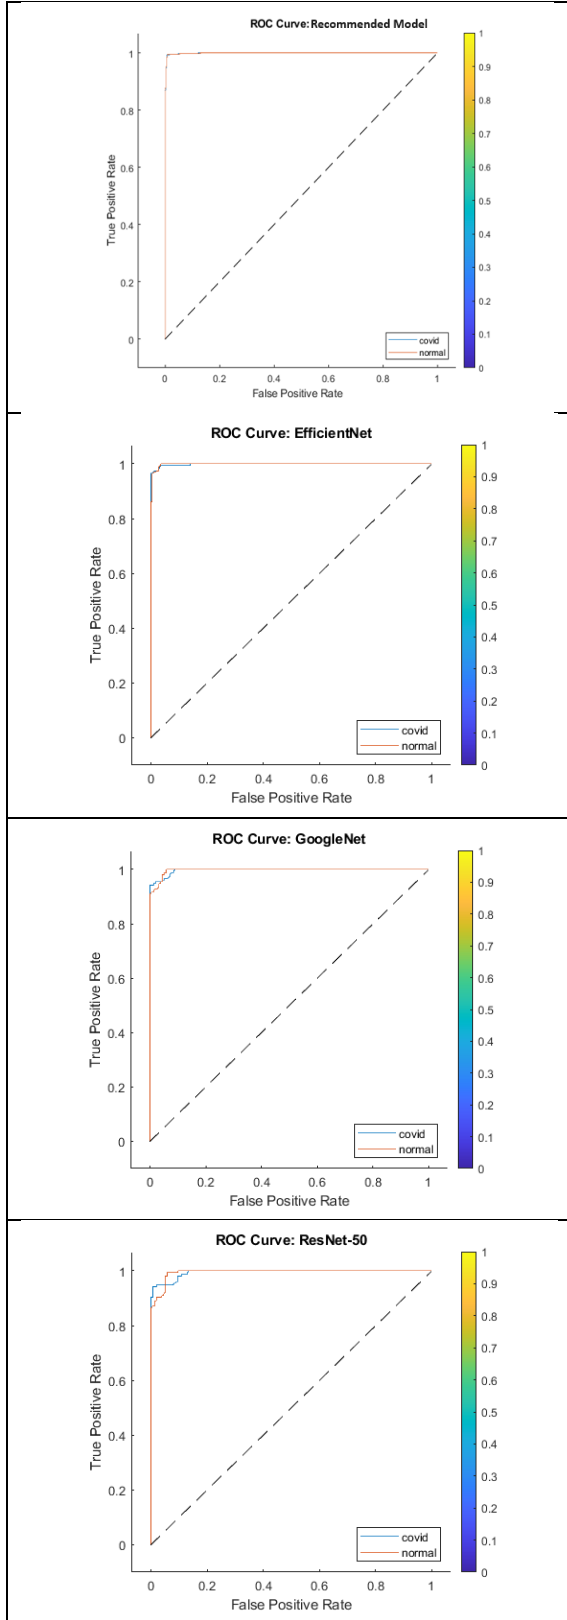 ROC Curve:Recommended Model
1
0.8
0.6
0.4
0.2
0
True Positive Rate
0 0.2 0.4 0.6 0.8 1
False Positive Rate
covid
normal
1
0.9
0.8
0.7
0.6
0.5
0.4
0.3
0.2
0.1
0
ROC Curve: EfficientNet
1
0.8
0.6
0.4
0.2
0
True Positive Rate
0 0.2 0.4 0.6 0.8 1
False Positive Rate
covid
normal
1
0.9
0.8
0.7
0.6
0.5
0.4
0.3
0.2
0.1
0
ROC Curve: GoogleNet
1
0.8
0.6
0.4
0.2
0
True Positive Rate
0 0.2 0.4 0.6 0.8 1
False Positive Rate
covid
normal
1
0.9
0.8
0.7
0.6
0.5
0.4
0.3
0.2
0.1
0
ROC Curve: ResNet-50
1
0.8
0.6
0.4
0.2
0
True Positive Rate
0 0.2 0.4 0.6 0.8 1
False Positive Rate
covid
normal
1
0.9
0.8
0.7
0.6
0.5
0.4
0.3
0.2
0.1
0